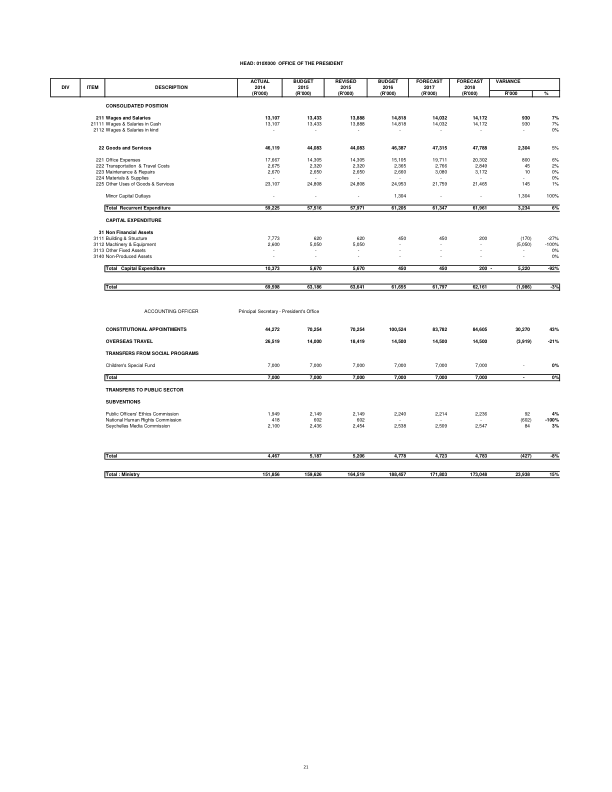 HEAD: 010X000 OFFICE OF THE PRESIDENT
DIV ITEM DESCRIPTION ACTUAL 2014 (R'000) BUDGET 2015 (R'000) REVISED 2015 (R'000) BUDGET 2016 (R'000) FORECAST 2017 (R'000) FORECAST 2018 (R'000) VARIANCE R'000 %
CONSOLIDATED POSITION
211 Wages and Salaries 13,107 13,433 13,888 14,818 14,032 14,172 930 7%
21111 Wages & Salaries in Cash 13,107 13,433 13,888 14,818 14,032 14,172 930 7%
2112 Wages & Salaries in kind - - - - - - - 0%
22 Goods and Services 46,119 44,083 44,083 46,387 47,315 47,788 2,304 5%
221 Office Expenses 17,667 14,305 14,305 15,105 19,711 20,302 800 6%
222 Transportation & Travel Costs 2,675 2,320 2,320 2,365 2,766 2,849 45 2%
223 Maintenance & Repairs 2,670 2,650 2,650 2,660 3,080 3,172 10 0%
224 Materials & Supplies - - - - - - - 0%
225 Other Uses of Goods & Services 23,107 24,808 24,808 24,953 21,759 21,465 145 1%
Minor Capital Outlays - - 1,304 - - 1,304 100%
Total Recurrent Expenditure 59,225 57,516 57,971 61,205 61,347 61,961 3,234 6%
CAPITAL EXPENDITURE
31 Non Financial Assets
3111 Building & Structure 7,773 620 620 450 450 200 (170) -27%
3112 Machinery & Equipment 2,600 5,050 5,050 - - - (5,050) -100%
3113 Other Fixed Assets - - - - - - - 0%
3140 Non-Produced Assets - - - - - - - 0%
Total Capital Expenditure 10,373 5,670 5,670 450 450 200 - 5,220 -92%
Total 69,598 63,186 63,641 61,655 61,797 62,161 (1,986) -3%
ACCOUNTING OFFICER Principal Secretary - President's Office
CONSTITUTIONAL APPOINTMENTS 44,272 70,254 70,254 100,524 83,782 84,605 30,270 43%
OVERSEAS TRAVEL 26,519 14,000 18,419 14,500 14,500 14,500 (3,919) -21%
TRANSFERS FROM SOCIAL PROGRAMS
Children's Special Fund 7,000 7,000 7,000 7,000 7,000 7,000 - 0%
Total 7,000 7,000 7,000 7,000 7,000 7,000 - 0%
TRANSFERS TO PUBLIC SECTOR
SUBVENTIONS
Public Officers' Ethics Commission 1,949 2,149 2,149 2,240 2,214 2,236 92 4%
National Human Rights Commission 418 602 602 - - (602) -100%
Seychelles Media Commission 2,100 2,436 2,454 2,538 2,509 2,547 84 3%
Total 4,467 5,187 5,206 4,778 4,723 4,783 (427) -8%
Total : Ministry 151,856 159,626 164,519 188,457 171,803 173,048 23,938 15%
21